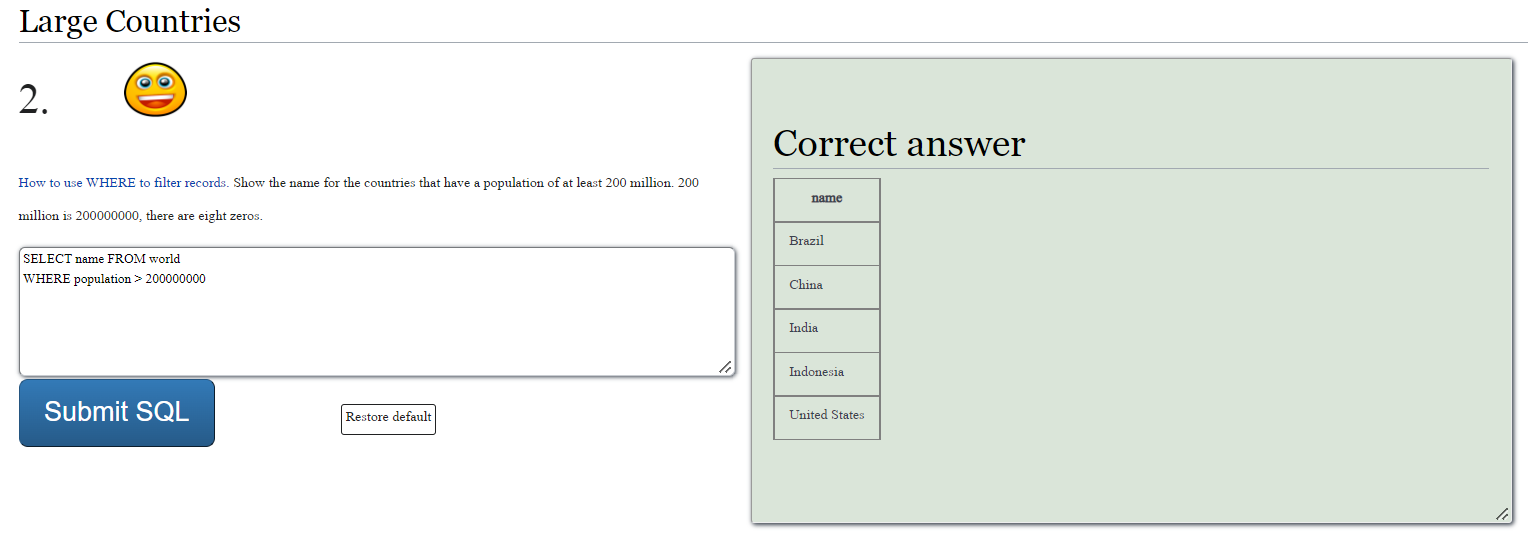 Large Countries
2.
How to use WHERE to filter records. Show the name for the countries that have a population of at least 200 million. 200
million is 200000000, there are eight zeros.
SELECT name FROM world
WHERE population > 200000000
Submit SQL
Restore default
Correct answer
name
Brazil
China
India
Indonesia
United States